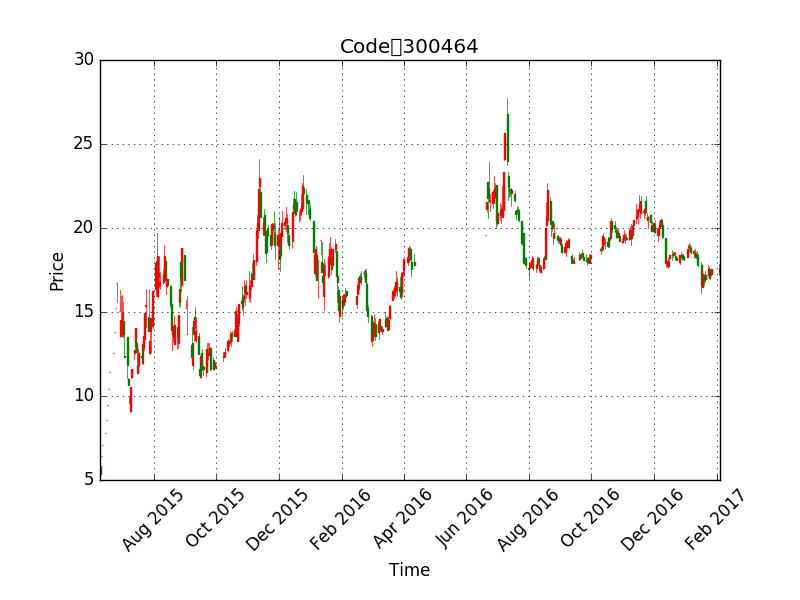 Code▯300464
30
25
20
15
10
5
Price
Aug 2015
Oct 2015
Dec 2015
Feb 2016
Apr 2016
Jun 2016
Aug 2016
Oct 2016
Dec 2016
Feb 2017
Time